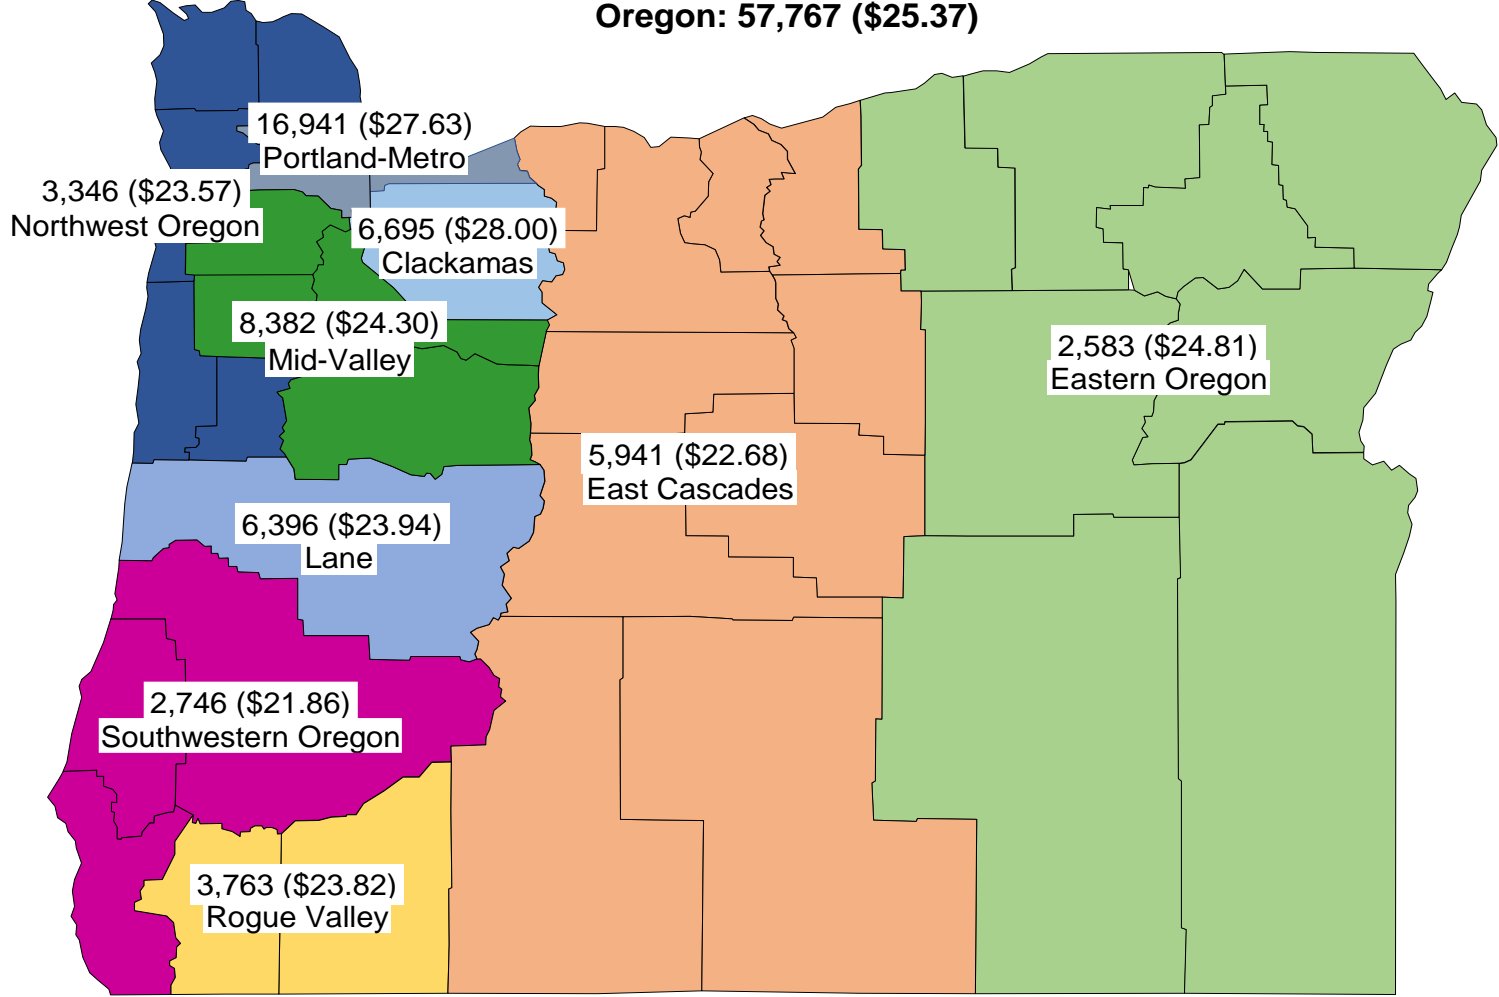 Oregon: 57,767 ($25.37)
16,941 ($27.63)
Portland-Metro
3,346 ($23.57)
Northwest Oregon
6,695 ($28.00)
Clackamas
8,382 ($24.30)
Mid-Valley
2,583 ($24.81)
Eastern Oregon
5,941 ($22.68)
East Cascades
6,396 ($23.94)
Lane
2,746 ($21.86)
Southwestern Oregon
3,763 ($23.82)
Rogue Valley